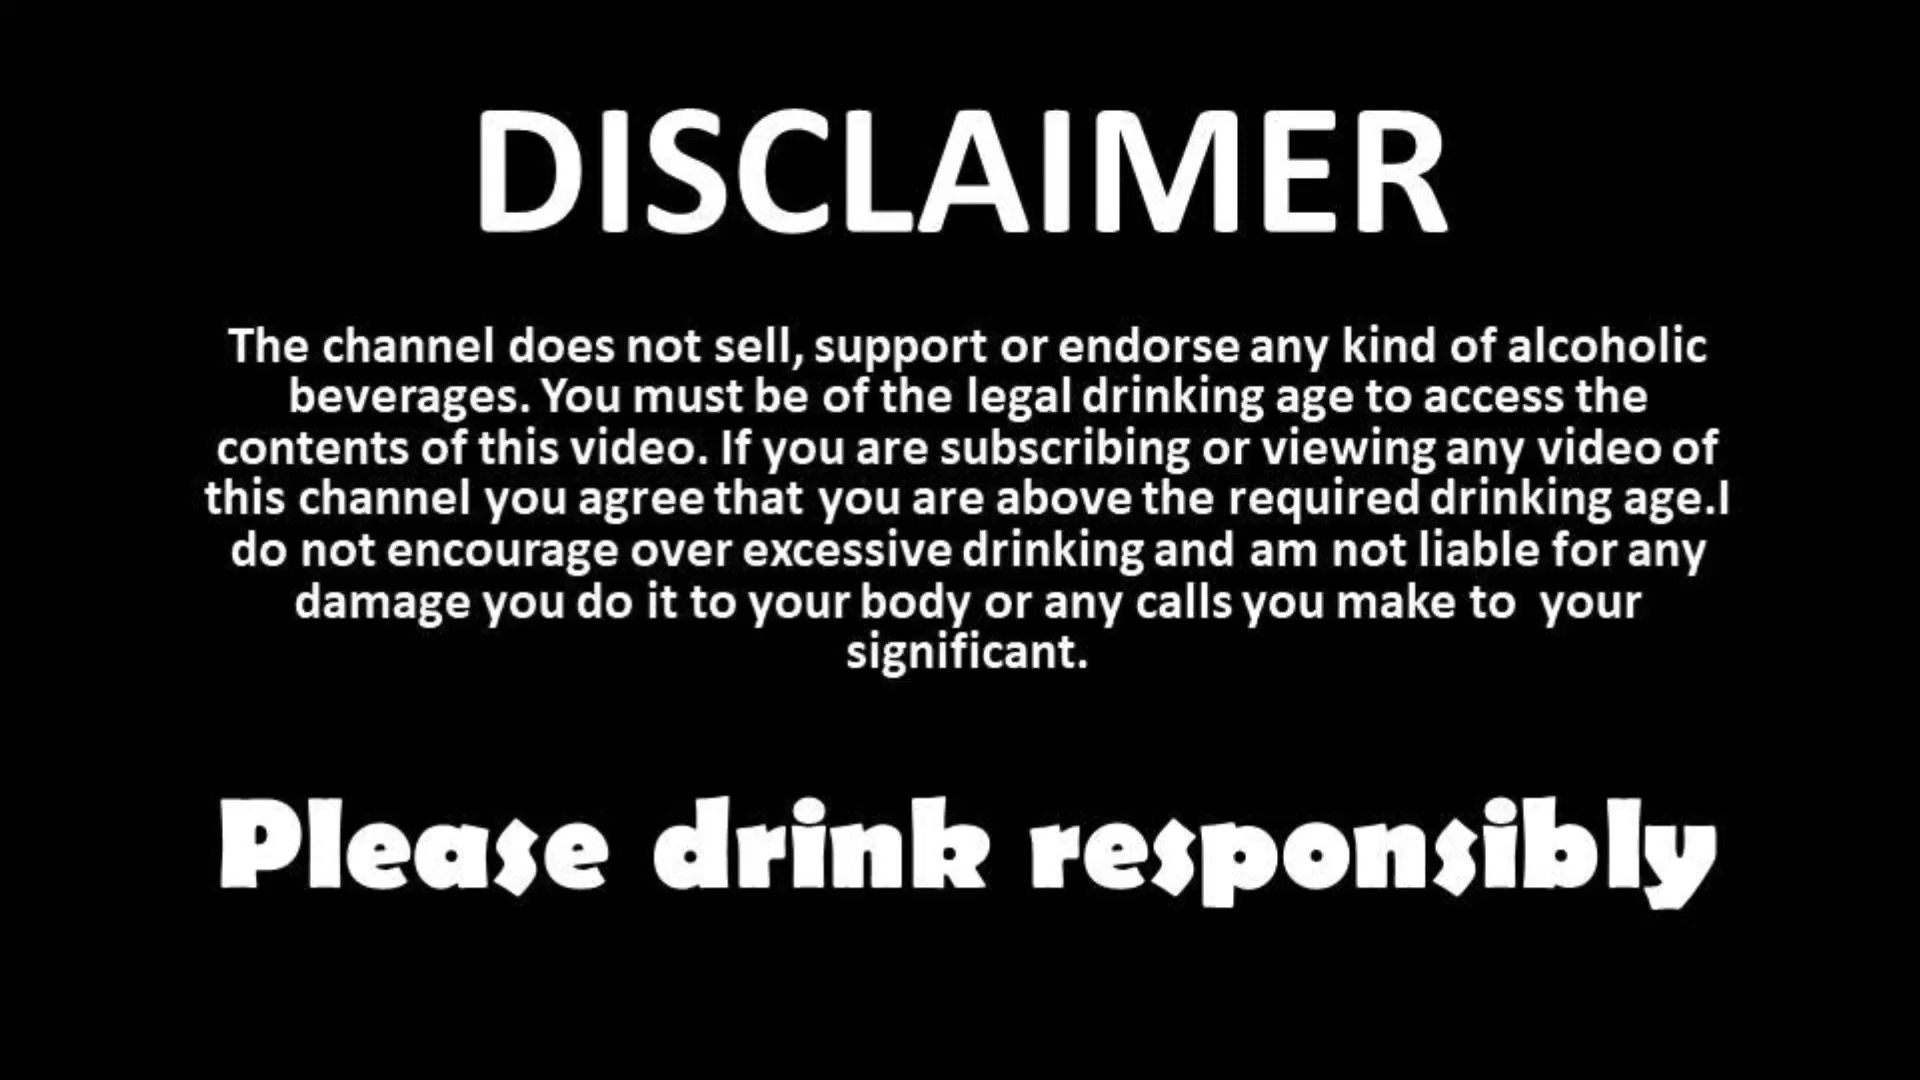 DISCLAIMER
The channel does not sell, support or endorse any kind of alcoholic
beverages. You must be of the legal drinking age to access the
contents of this video. If you are subscribing or viewing any video of
this channel you agree that you are above the required drinking age.I
do not encourage over excessive drinking and am not liable for any
damage you do it to your body or any calls you make to  your
significant.
Please drink responsibly